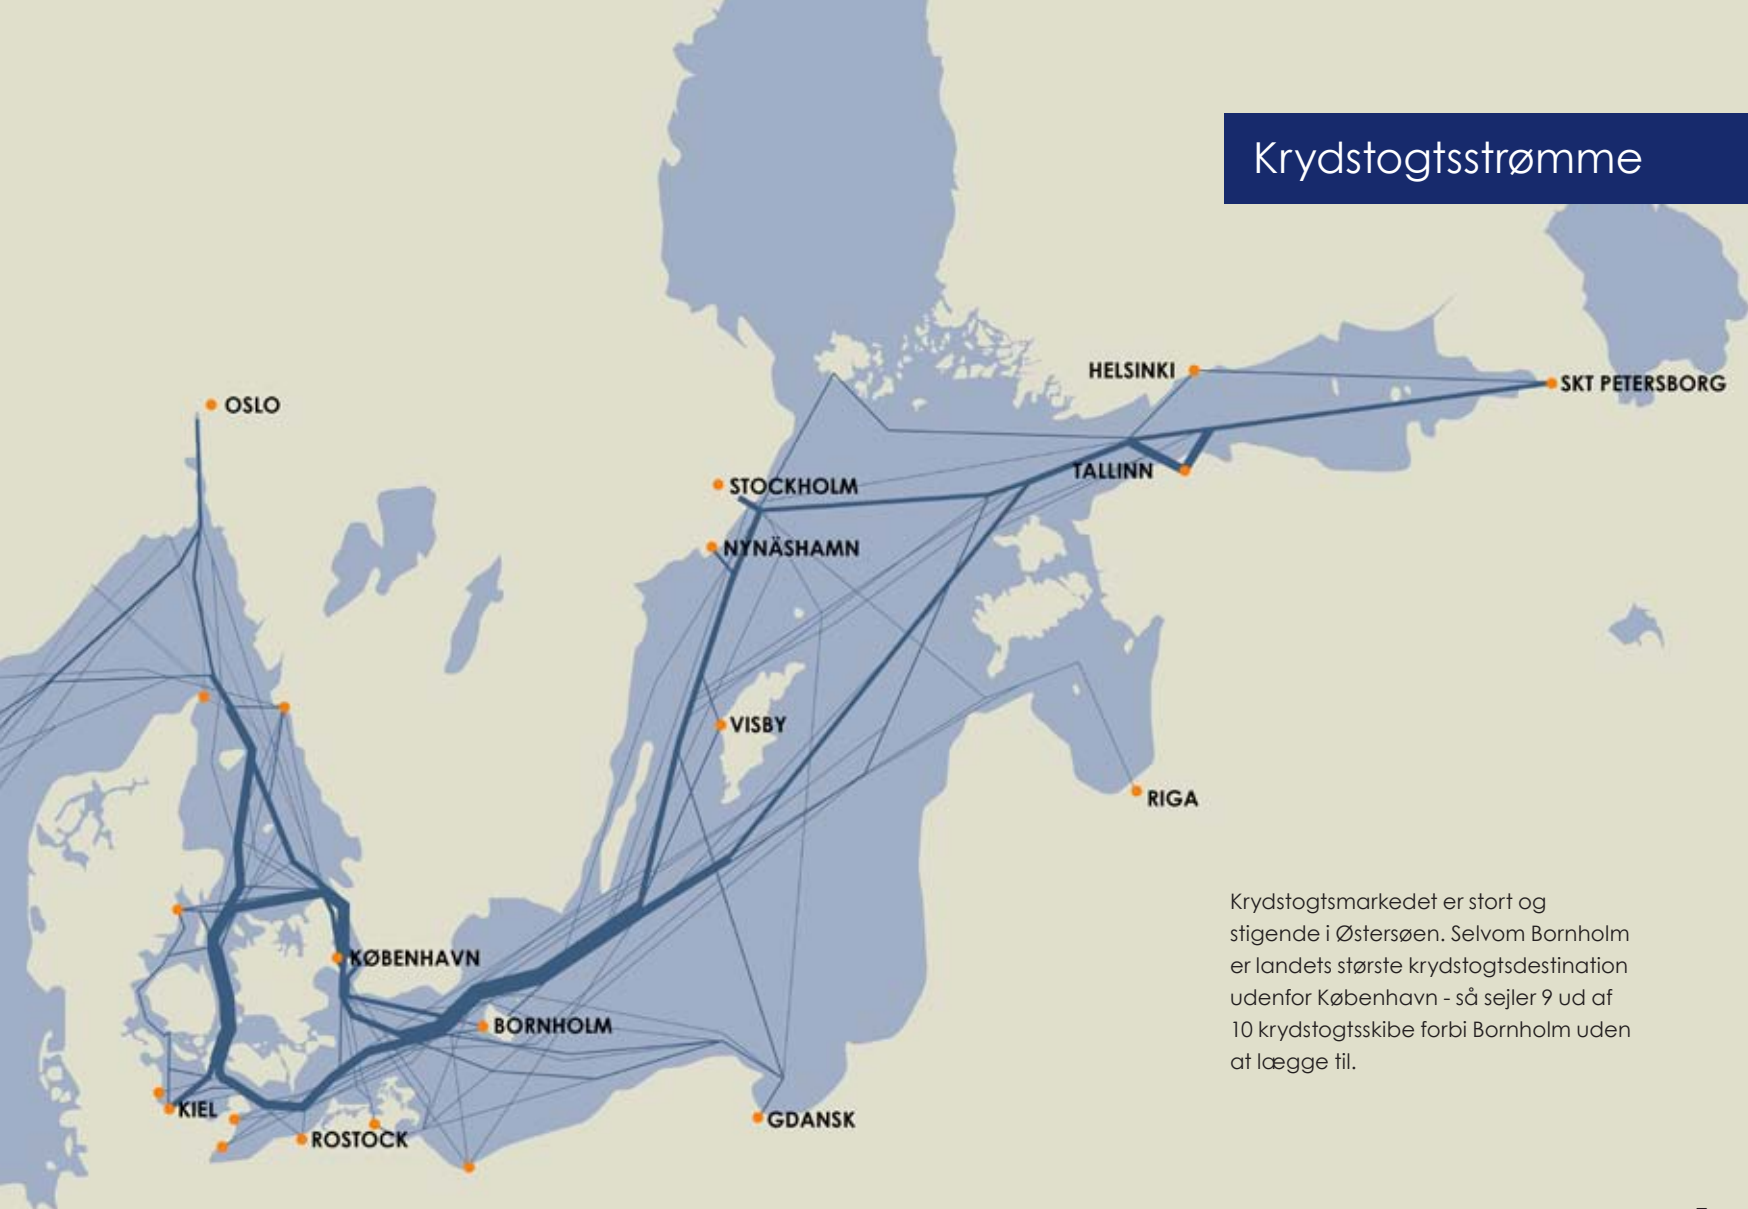 Krydstogtsstrømme
HELSINKI
SKT PETERSBORG
OSLO
TALLINN
STOCKHOLM
NYNÄSHAMN
VISBY
RIGA
KØBENHAVN
BORNHOLM
KIEL
ROSTOCK
GDANSK
Krydstogtsmarkedet er stort og
stigende i Østersøen. Selvom Bornholm
er landets største krydstogtsdestination
udenfor København - så sejler 9 ud af
10 krydstogtsskibe forbi Bornholm uden
at lægge til.